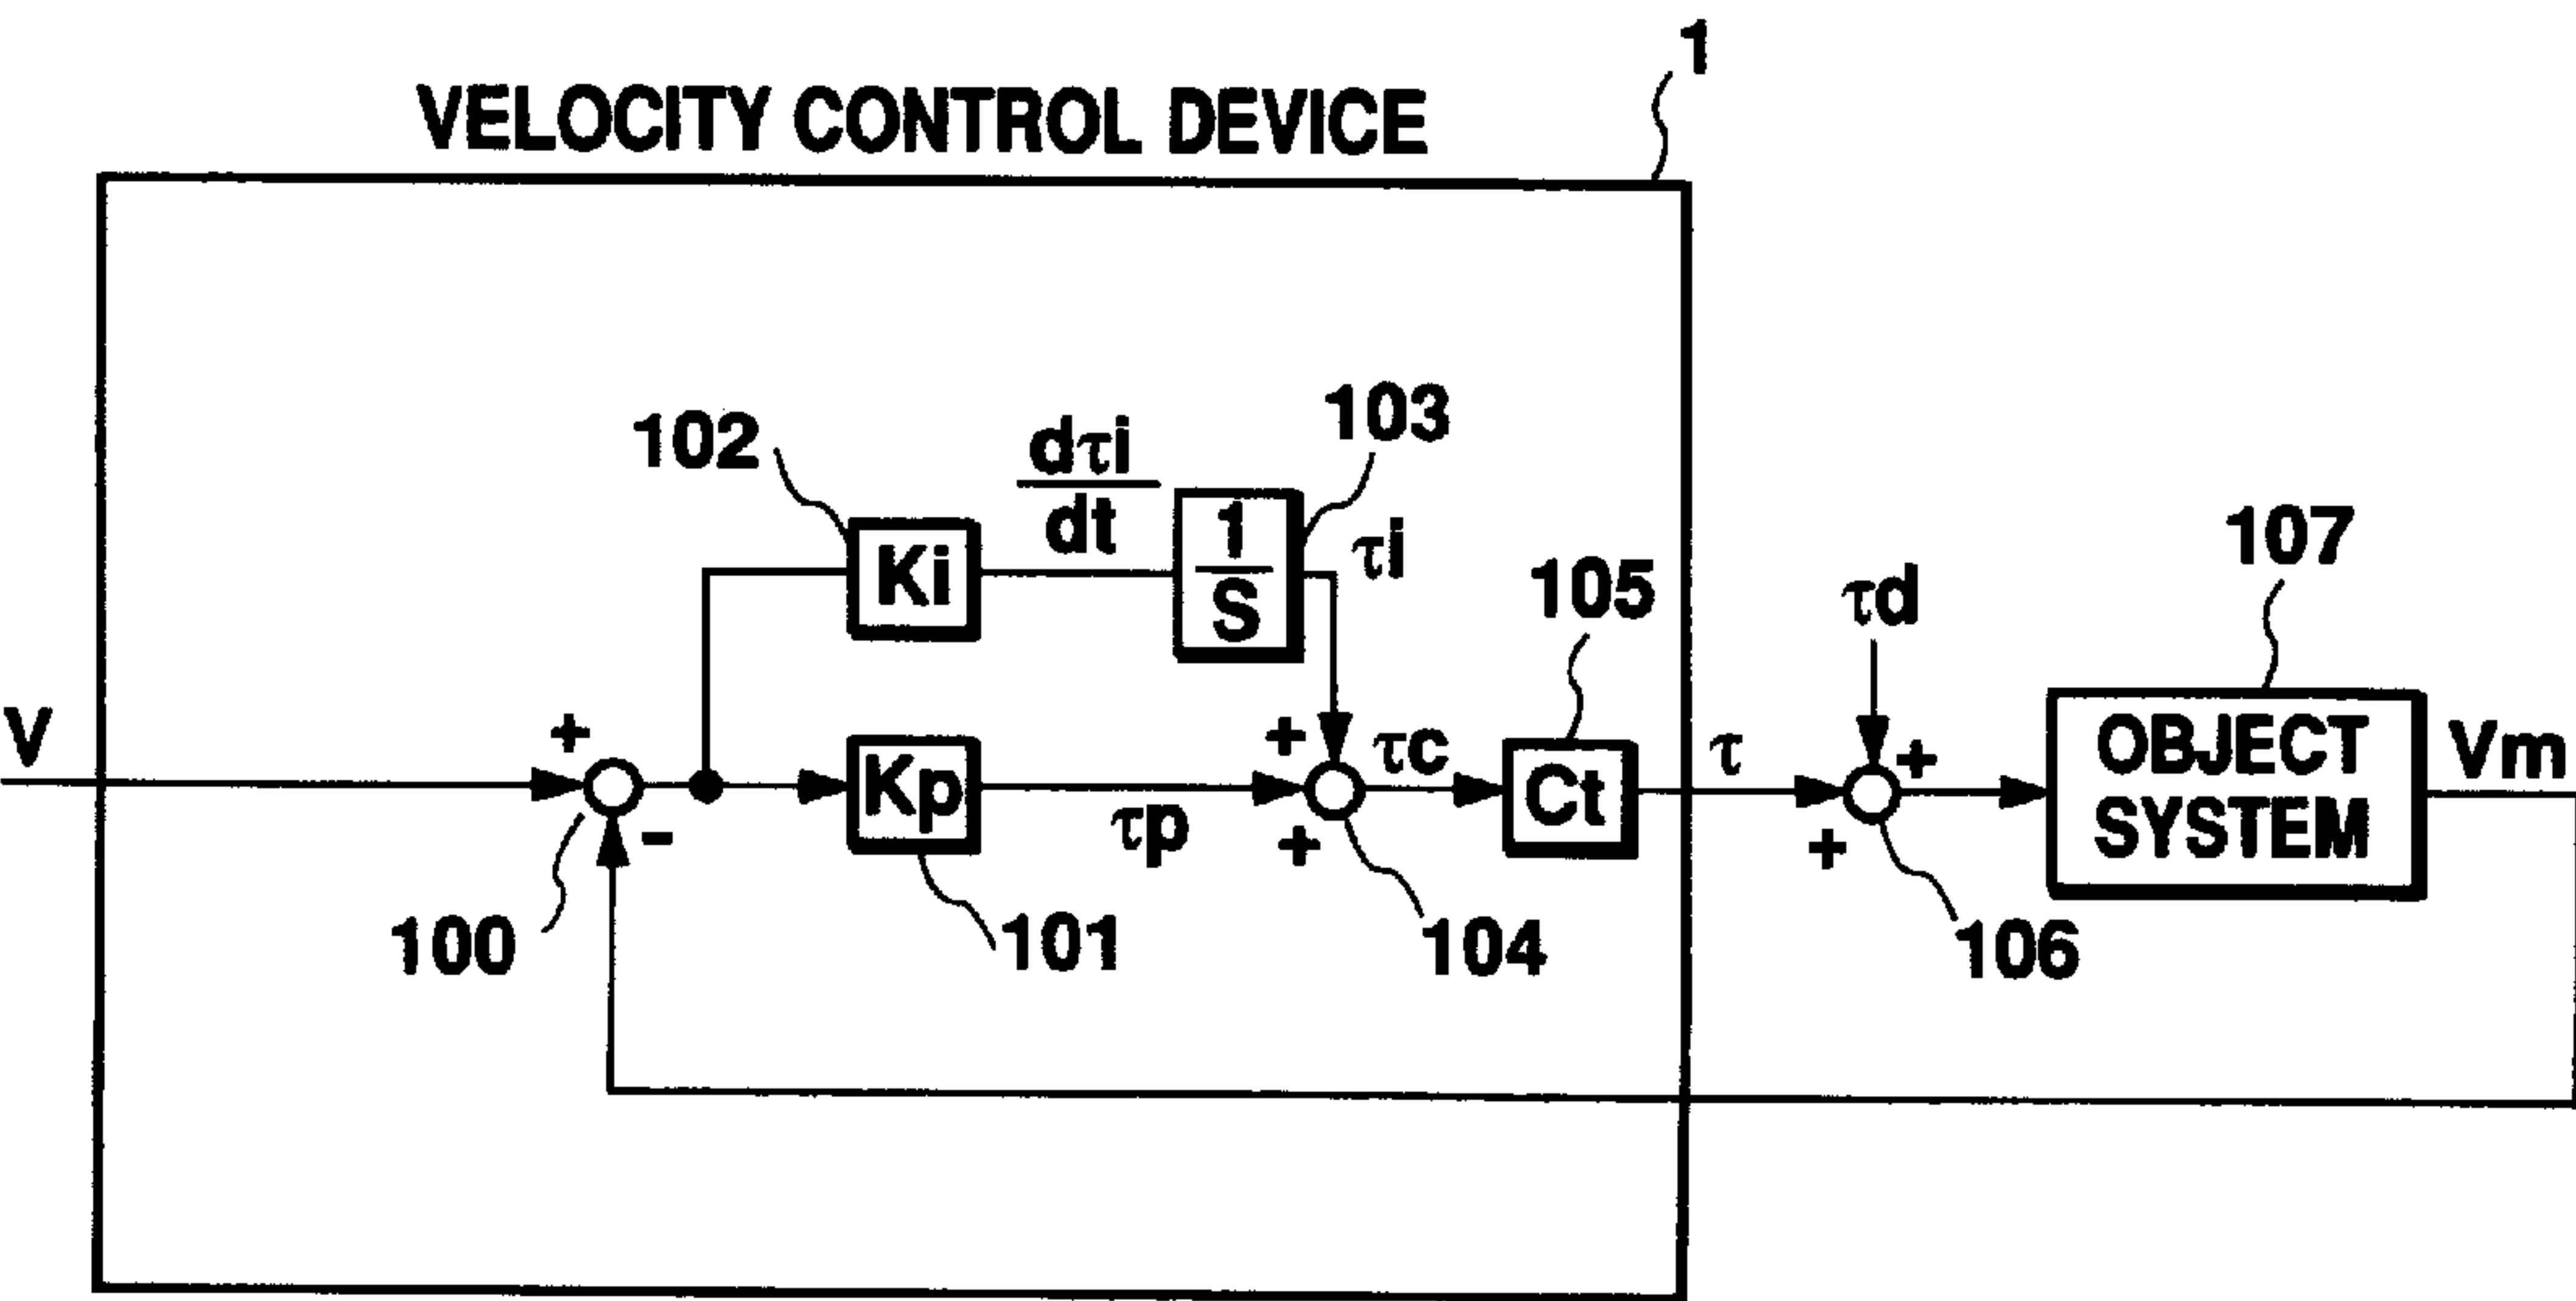 1
VELOCITY CONTROL DEVICE
102
dτi
dt
103
1
S
τi
Ki
105
τd
107
V
+
-
Kp
τp
+
+
τc
Ct
τ
+
+
OBJECT
SYSTEM
Vm
100
101
104
106